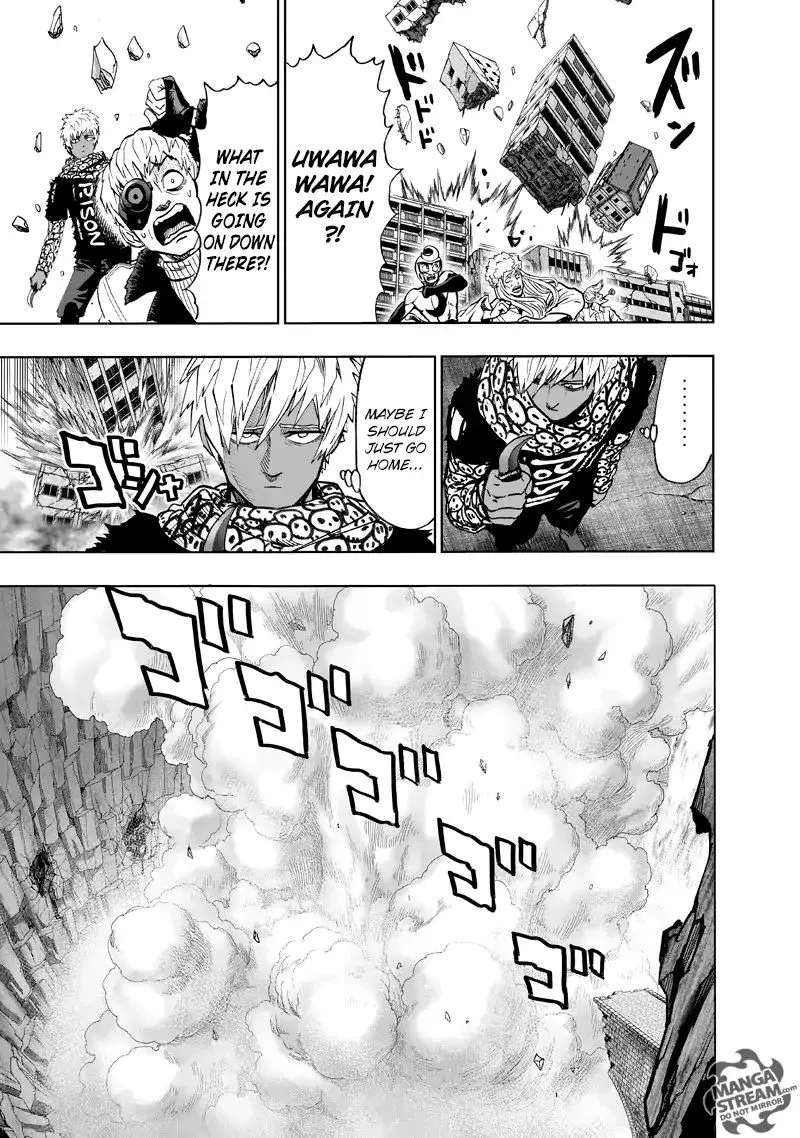 ドドド
ズン
ドゴォ
UWAWA
WAWA!
AGAIN
?!
WHAT
IN THE
HECK IS
GOING
ON DOWN
THERE?!
PISON
.........
POISON
MAYBE I
SHOULD
JUST GO
HOME...
ゴシャ
ゴ
ゴ
ゴ
ゴ
ゴ
MANGA
STREAM.com
DO NOT MIRROR